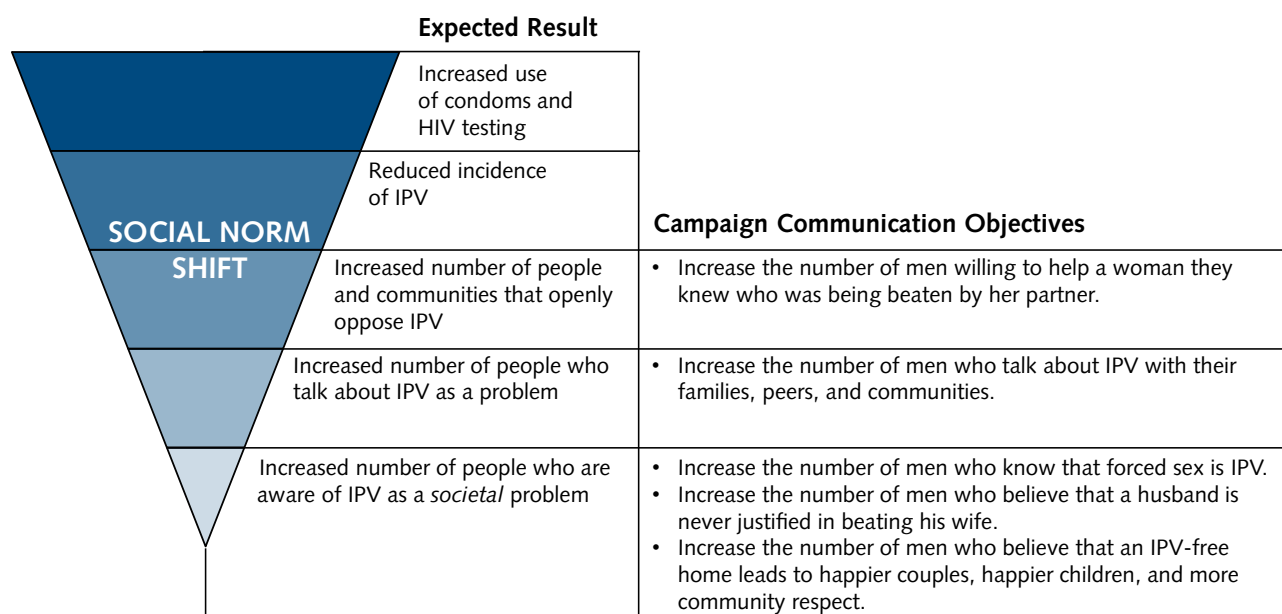 Expected Result
Increased use
of condoms and
HIV testing
Reduced incidence
of IPV
SOCIAL NORM
SHIFT
Campaign Communication Objectives
Increased number of people
and communities that openly
oppose IPV
• Increase the number of men willing to help a woman they
knew who was being beaten by her partner.
Increased number of people who
talk about IPV as a problem
• Increase the number of men who talk about IPV with their
families, peers, and communities.
Increased number of people who are
aware of IPV as a societal problem
• Increase the number of men who know that forced sex is IPV.
• Increase the number of men who believe that a husband is
never justified in beating his wife.
• Increase the number of men who believe that an IPV-free
home leads to happier couples, happier children, and more
community respect.